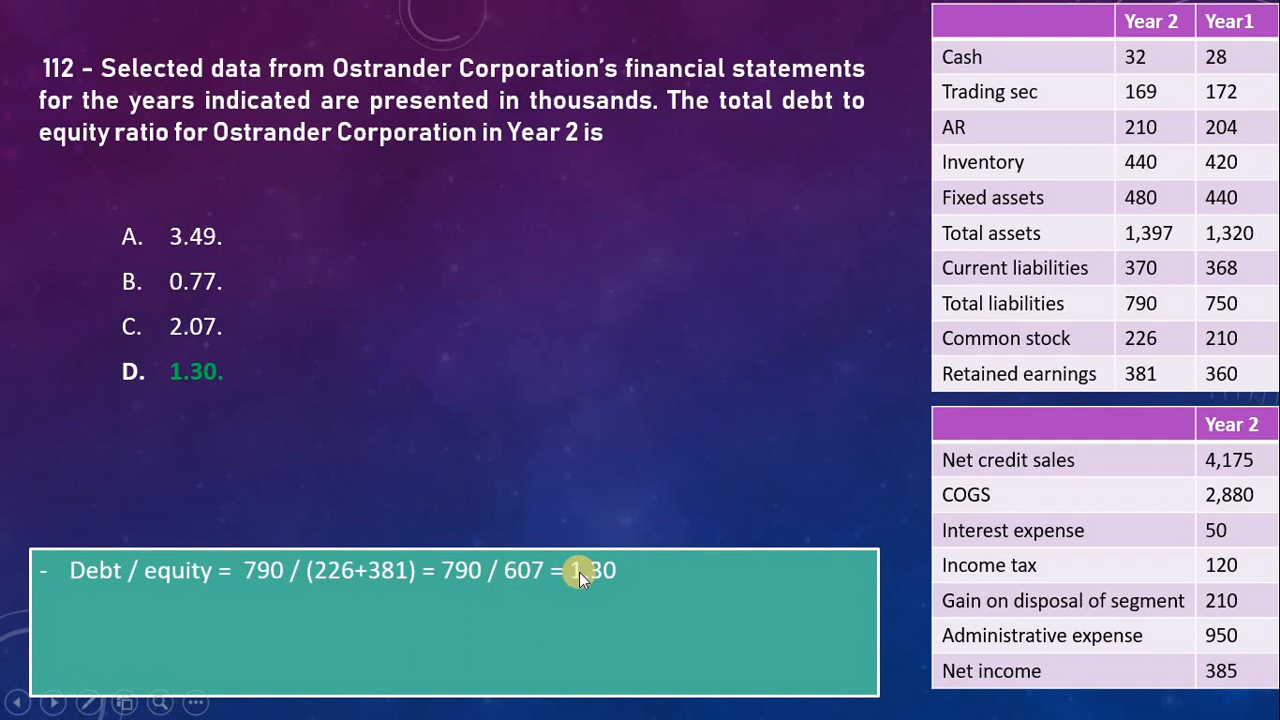 112 - Selected data from Ostrander Corporation's financial statements
for the years indicated are presented in thousands. The total debt to
equity ratio for Ostrander Corporation in Year 2 is
A. 3.49.
B. 0.77.
C. 2.07.
D. 1.30.
- Debt / equity = 790 / (226+381) = 790 / 607 = 1.30
Year 2 Year1
Cash 32 28
Trading sec 169 172
AR 210 204
Inventory 440 420
Fixed assets 480 440
Total assets 1,397 1,320
Current liabilities 370 368
Total liabilities 790 750
Common stock 226 210
Retained earnings 381 360
Year 2
Net credit sales 4,175
COGS 2,880
Interest expense 50
Income tax 120
Gain on disposal of segment 210
Administrative expense 950
Net income 385